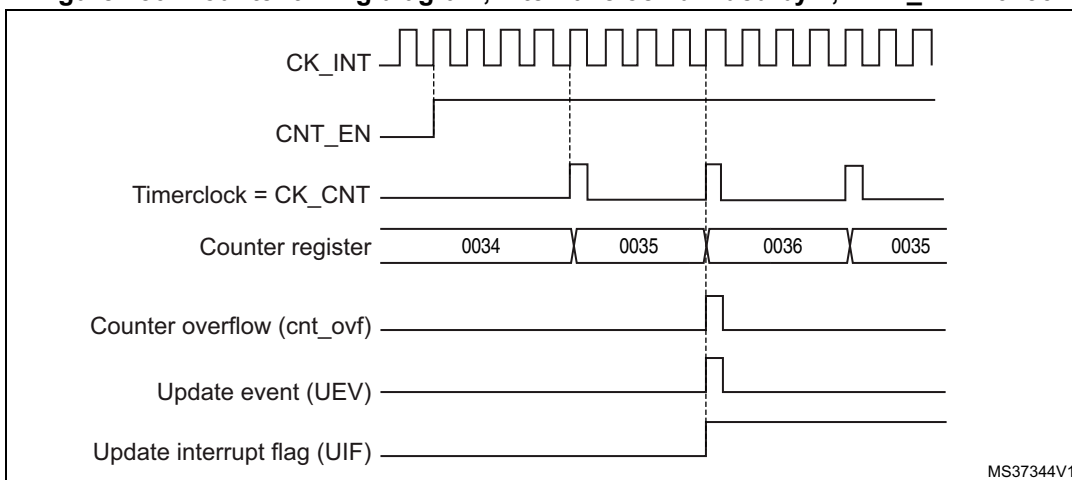 CK_INT
CNT_EN
Timerclock = CK_CNT
Counter register 0034 0035 0036 0035
Counter overflow (cnt_ovf)
Update event (UEV)
Update interrupt flag (UIF)
MS37344V1